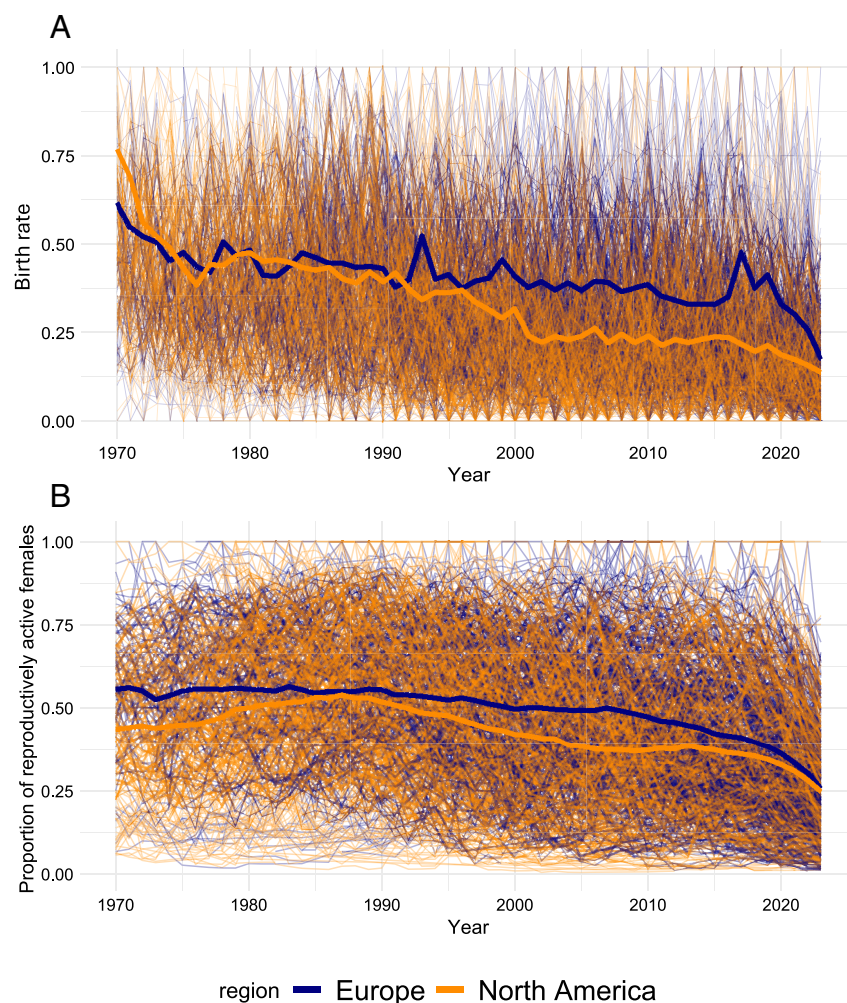 A
1.00
0.75
0.50
0.25
0.00
Birth rate
1970 1980 1990 2000 2010 2020
Year
B
1.00
0.75
0.50
0.25
0.00
Proportion of reproductively active females
1970 1980 1990 2000 2010 2020
Year
region Europe North America